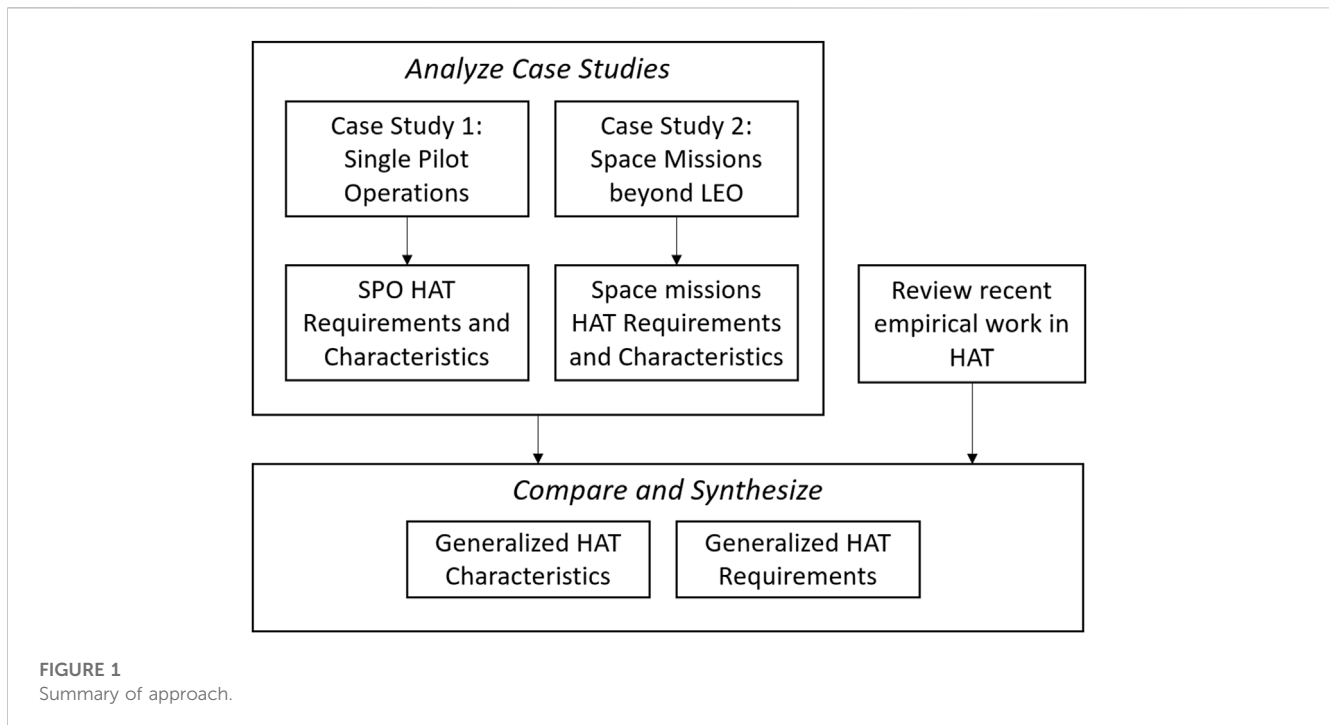 Analyze Case Studies
Case Study 1:
Single Pilot
Operations
Case Study 2:
Space Missions
beyond LEO
SPO HAT
Requirements and
Characteristics
Space missions
HAT Requirements
and Characteristics
Review recent
empirical work in
HAT
Compare and Synthesize
Generalized HAT
Characteristics
Generalized HAT
Requirements
FIGURE 1
Summary of approach.